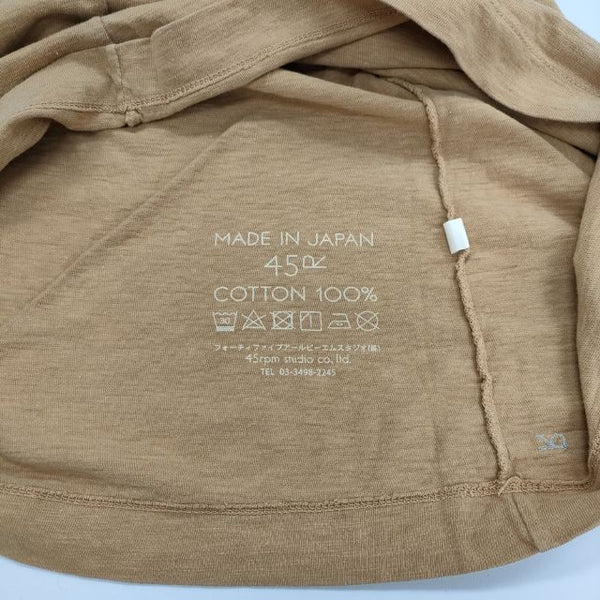 MADE IN JAPAN
45R
COTTON 100%
30
フォーティファイブアールピーエムスタジオ(株)
45rpm studio co.,ltd.
TEL 03-3498-2245